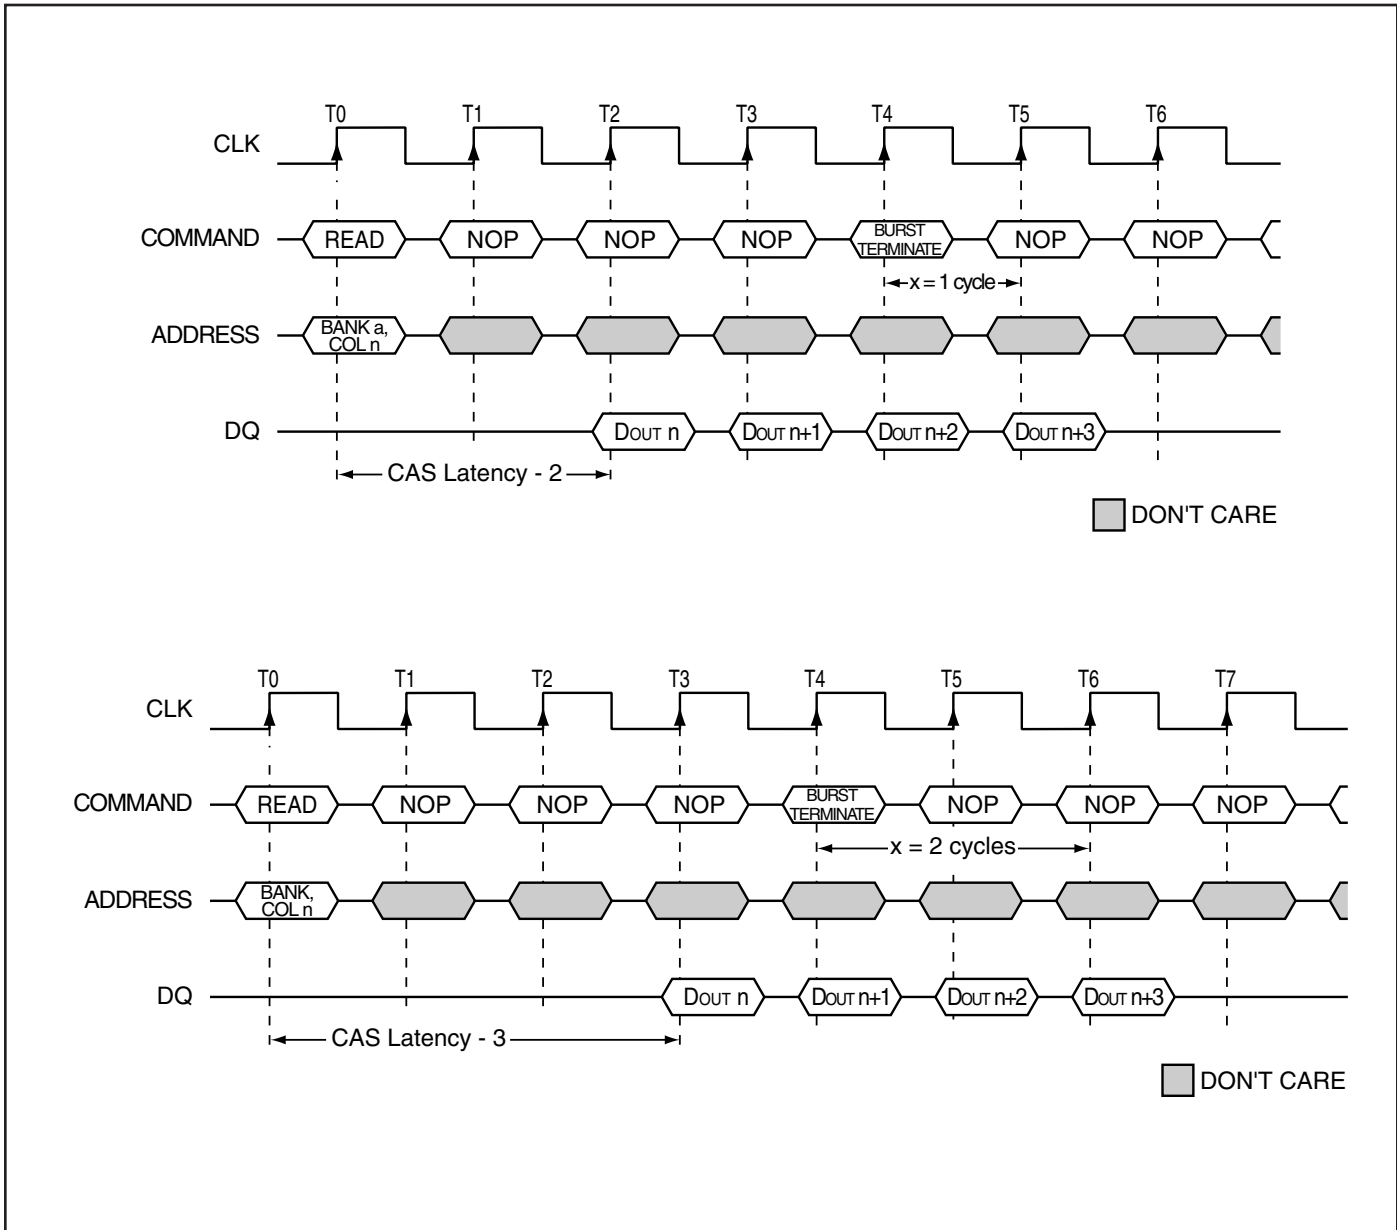 T0 T1 T2 T3 T4 T5 T6
CLK
COMMAND READ NOP NOP NOP BURST TERMINATE NOP NOP
x = 1 cycle
ADDRESS BANK a, COL n
DQ DOUT n DOUT n+1 DOUT n+2 DOUT n+3
CAS Latency - 2
DON'T CARE
T0 T1 T2 T3 T4 T5 T6 T7
CLK
COMMAND READ NOP NOP NOP BURST TERMINATE NOP NOP NOP
x = 2 cycles
ADDRESS BANK, COL n
DQ DOUT n DOUT n+1 DOUT n+2 DOUT n+3
CAS Latency - 3
DON'T CARE